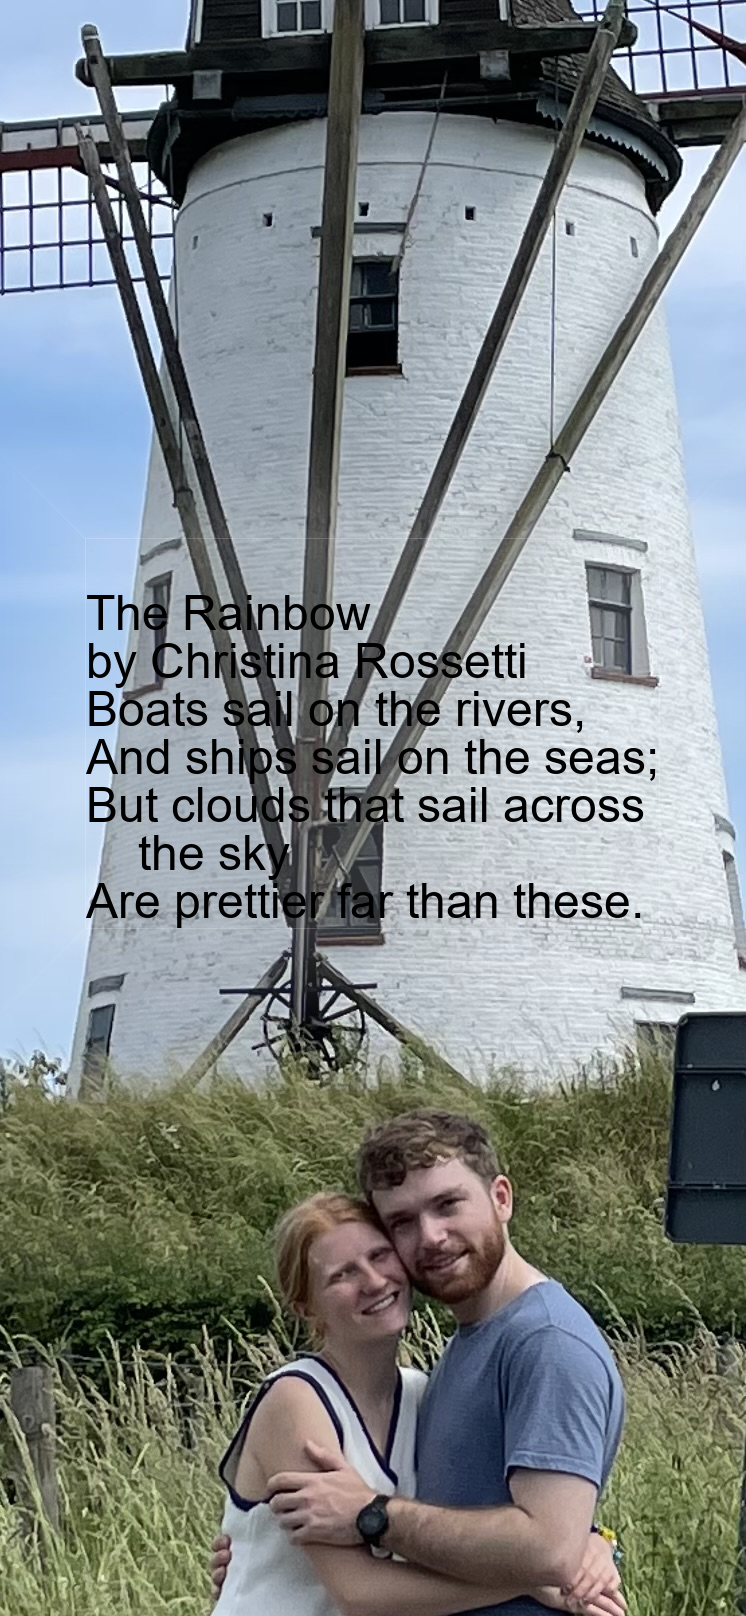 The Rainbow
by Christina Rossetti
Boats sail on the rivers,
And ships sail on the seas;
But clouds that sail across
the sky
Are prettier far than these.